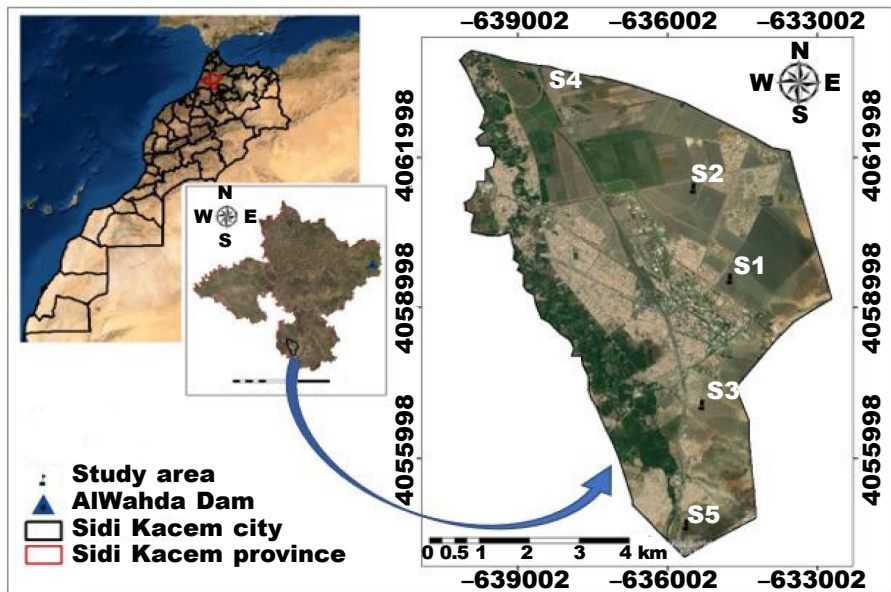 −639002 −636002 −633002
N
W E
S
S4
S2
S1
S3
S5
4061998
4058998
4055998
4061998
4058998
4055998
N
W E
S
Study area
AlWahda Dam
Sidi Kacem city
Sidi Kacem province
0 0.5 1 2 3 4 km
−639002 −636002 −633002